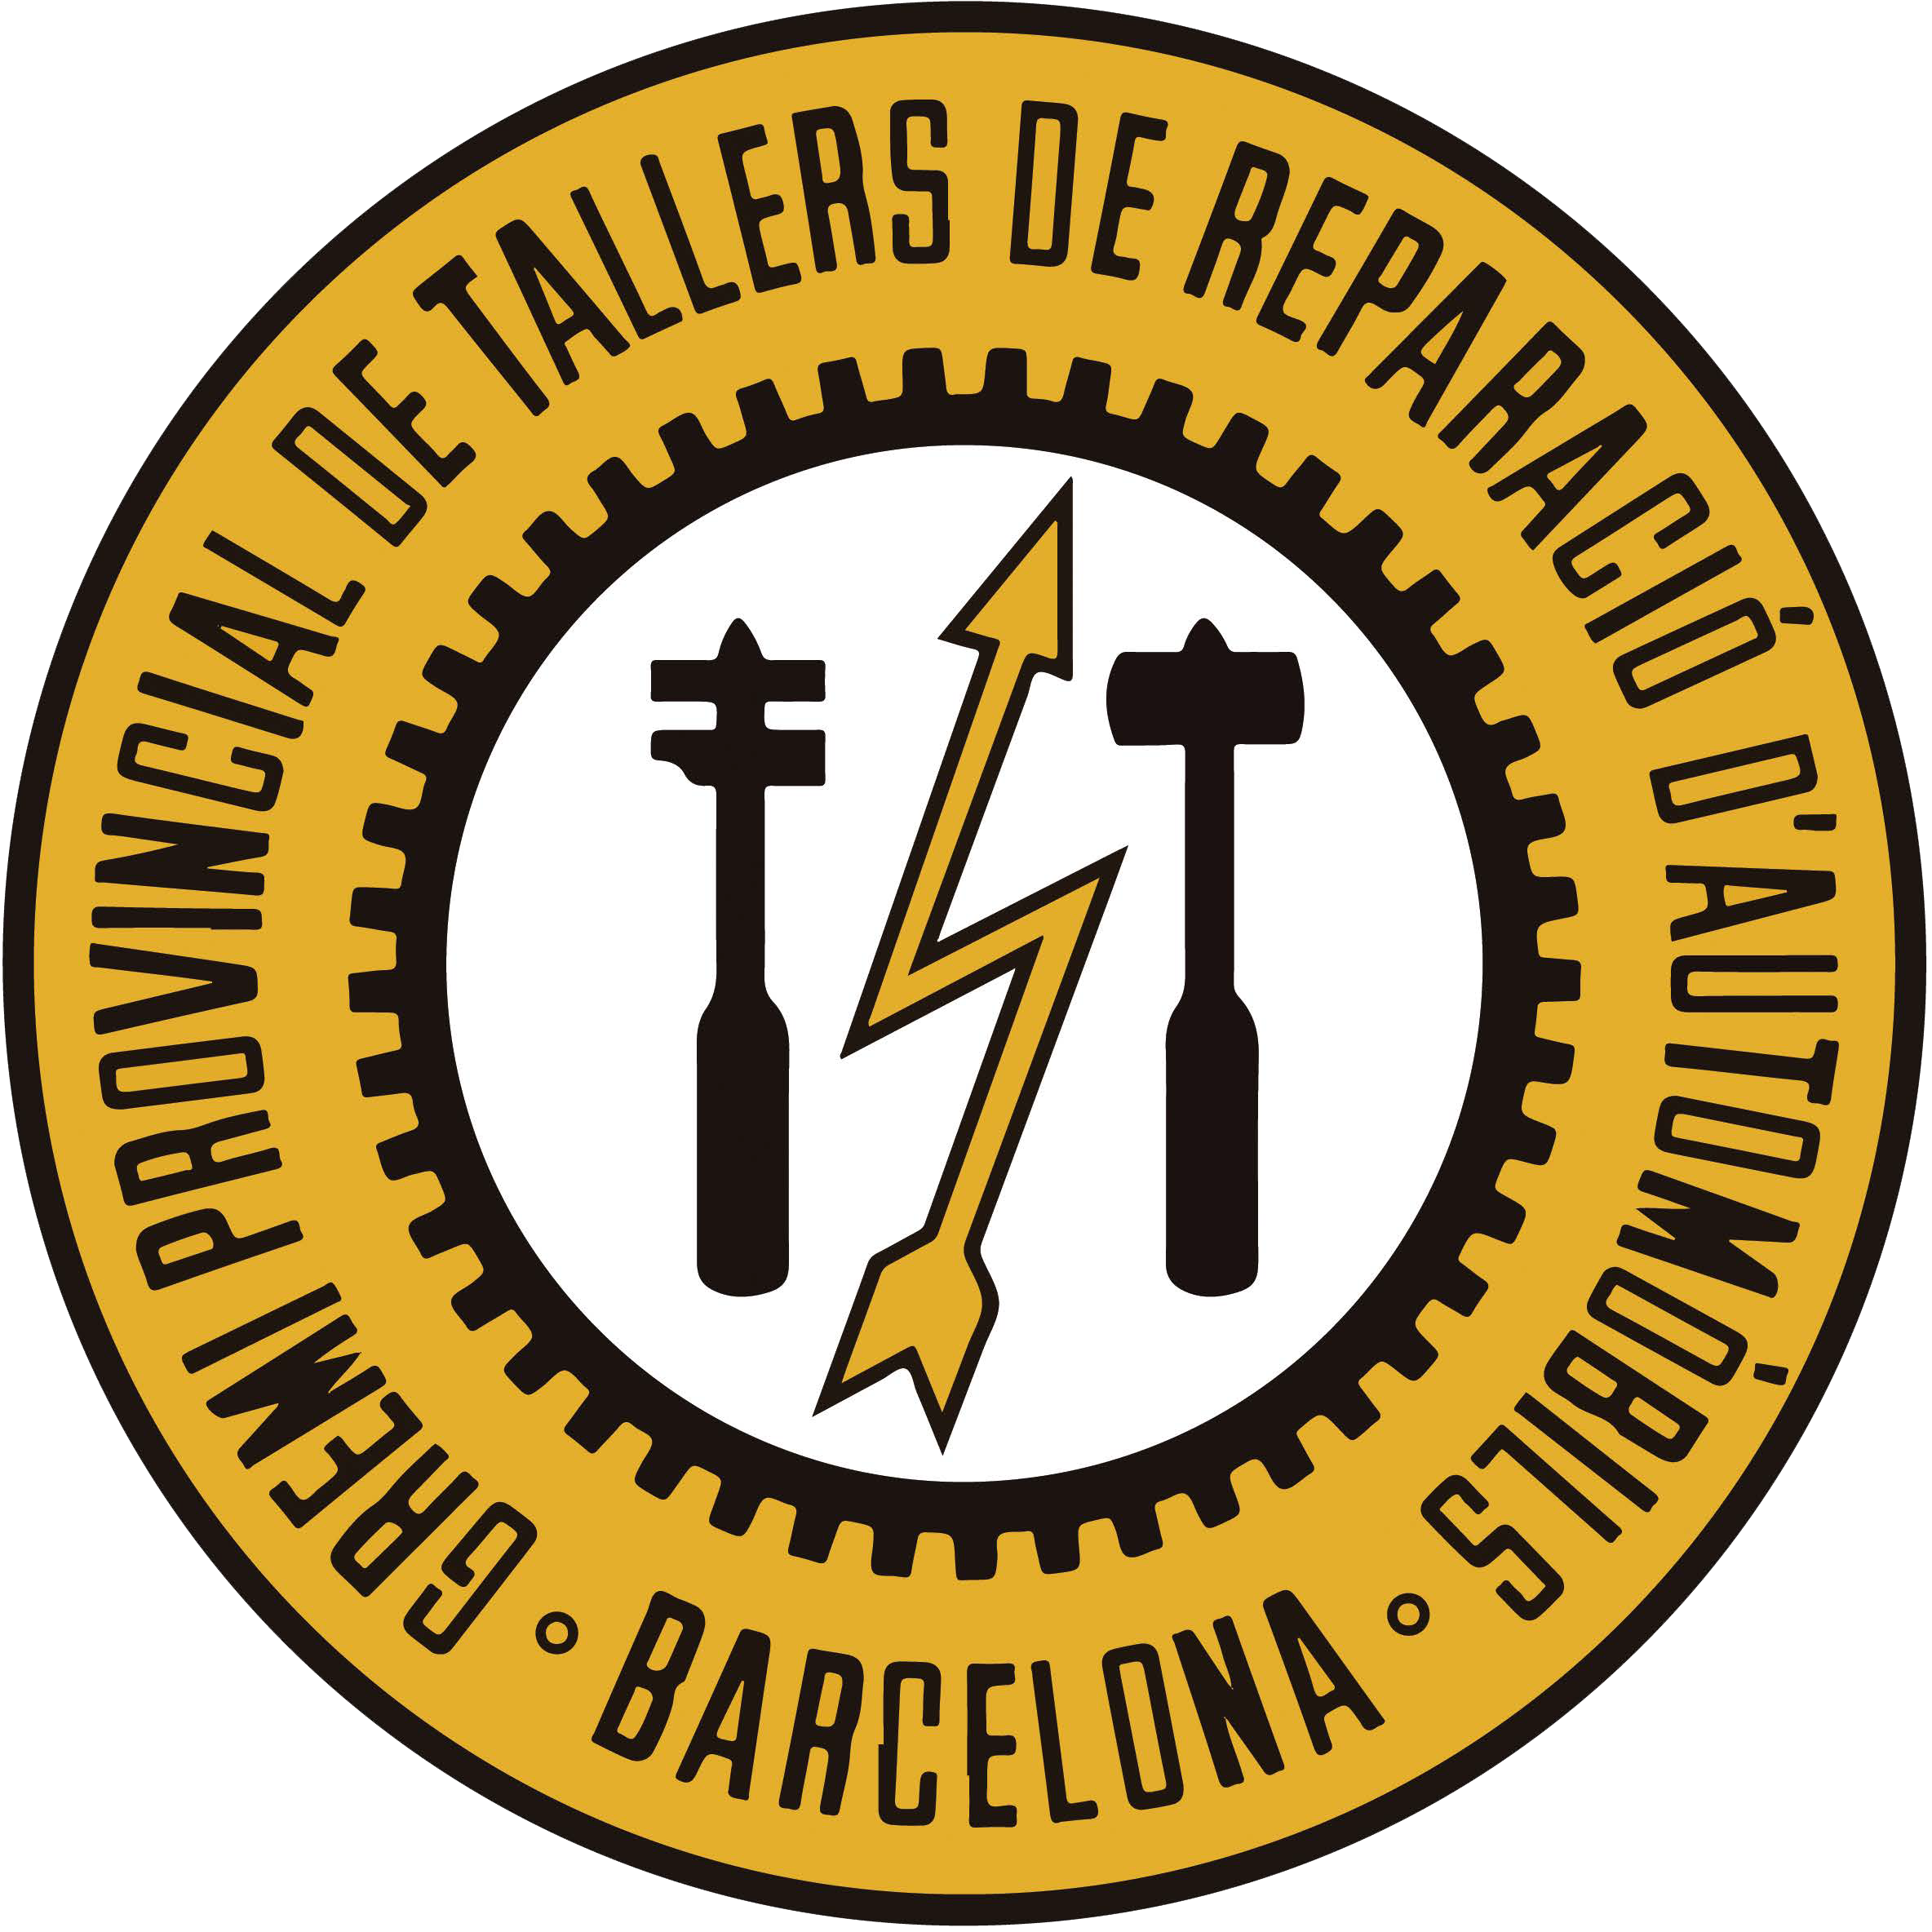 GREMI PROVINCIAL DE TALLERS DE REPARACIÓ D'AUTOMÒBILS
BARCELONA